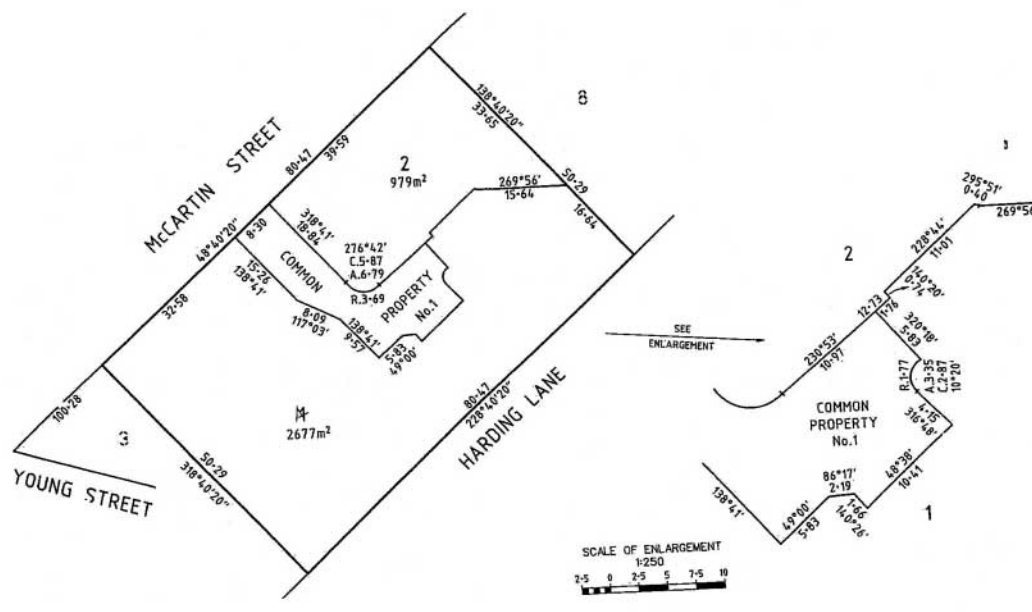 McCARTIN STREET
HARDING LANE
YOUNG STREET
80·47
39·59
48°40'20"
8·30
32·58
100·28
3
8
138°40'20"
33·65
50·29
16·64
2
979m²
269°56'
15·64
318°41'
18·84
276°42'
C.5·87
A.6·79
R.3·69
COMMON
PROPERTY
No.1
15·26
138°41'
8·09
117°03'
138°41'
9·57
5·83
49°00'
2677m²
50·29
318°40'20"
80·47
228°40'20"
SEE
ENLARGEMENT
295°51'
0·40
269°56
228°44'
11·01
2
140°20'
0·74
12·73
1·76
230°53'
10·97
320°18'
5·83
R.1·77
A.3·35
C.2·87
10°20'
COMMON
PROPERTY
No.1
4·15
316°48'
86°17'
2·19
48°38'
10·41
1·66
140°26'
138°41'
49°00'
5·83
1
SCALE OF ENLARGEMENT
1:250
2·5 0 2·5 5 7·5 10